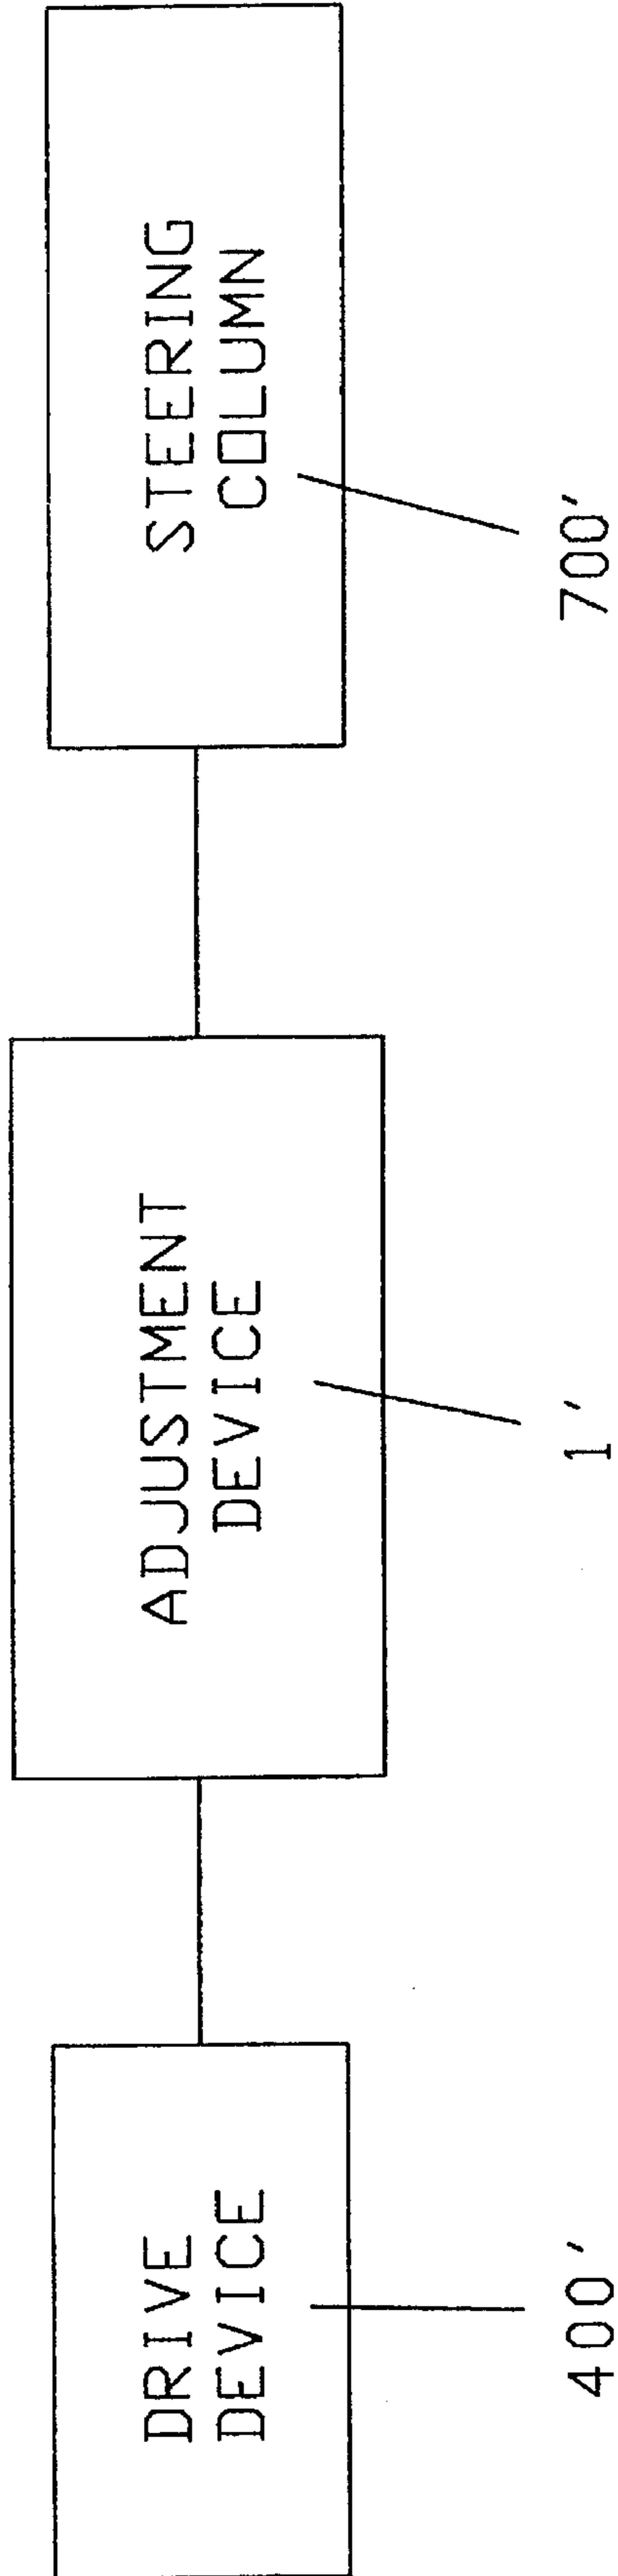 DRIVE
DEVICE
400'
ADJUSTMENT
DEVICE
1'
STEERING
COLUMN
700'